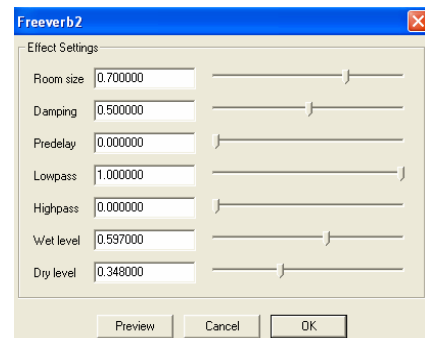 Freeverb2
Effect Settings
Room size 0.700000
Damping 0.500000
Predelay 0.000000
Lowpass 1.000000
Highpass 0.000000
Wet level 0.597000
Dry level 0.348000
Preview Cancel OK